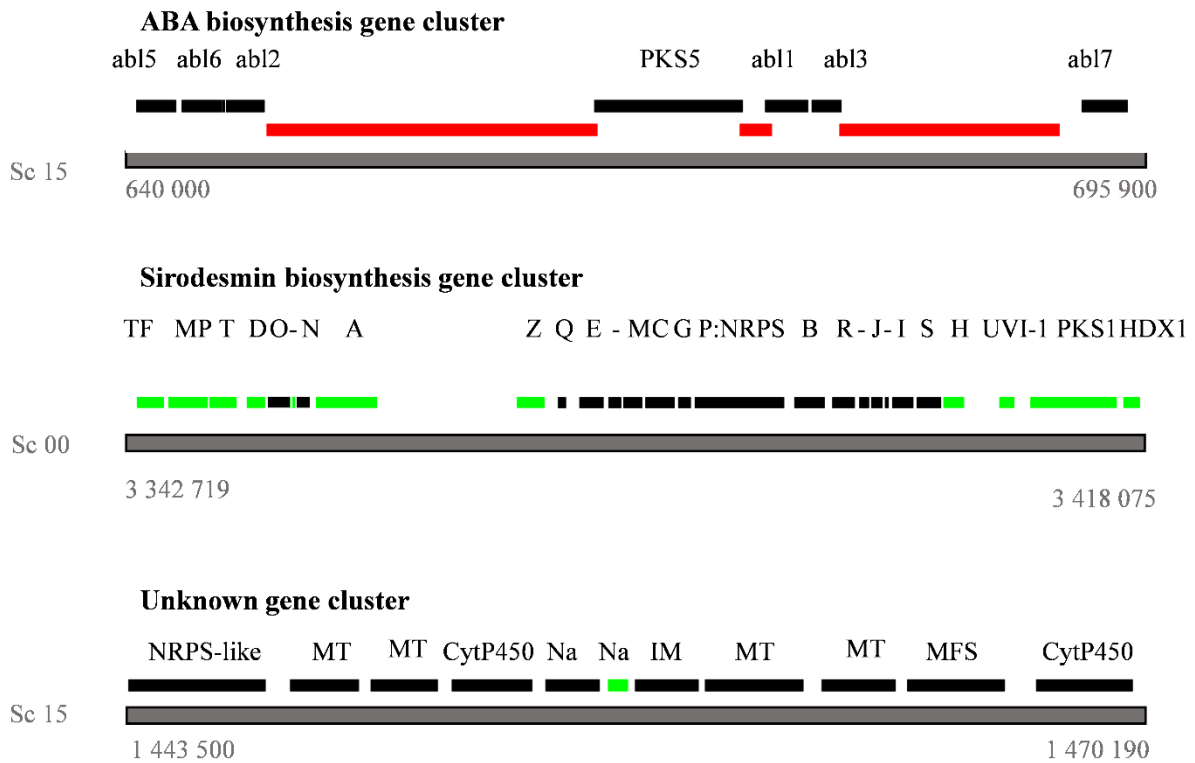 ABA biosynthesis gene cluster
abl5 abl6 abl2 PKS5 abl1 abl3 abl7
Sc 15
640 000 695 900
Sirodesmin biosynthesis gene cluster
TF MP T D O - N A Z Q E - M C G P:NRPS B R - J - I S H UVI-1 PKS1 HDX1
Sc 00
3 342 719 3 418 075
Unknown gene cluster
NRPS-like MT MT CytP450 Na Na IM MT MT MFS CytP450
Sc 15
1 443 500 1 470 190